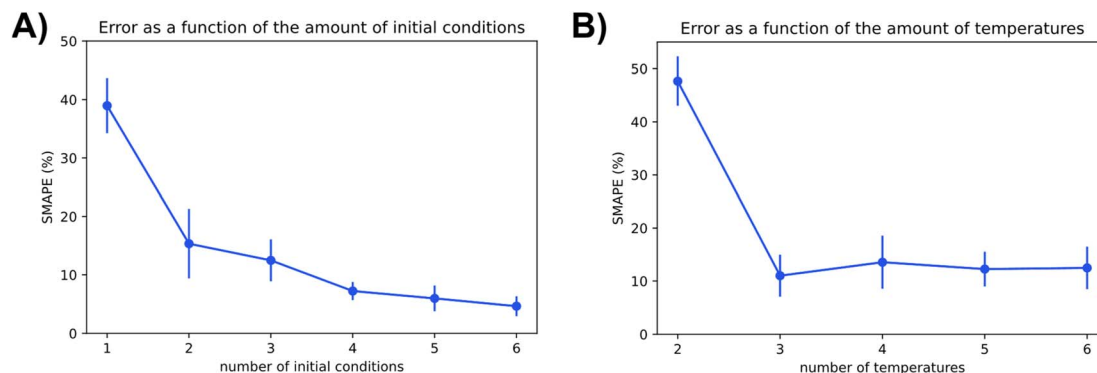 A)
Error as a function of the amount of initial conditions
50
40
30
20
10
0
SMAPE (%)
1 2 3 4 5 6
number of initial conditions
B)
Error as a function of the amount of temperatures
50
40
30
20
10
0
SMAPE (%)
2 3 4 5 6
number of temperatures